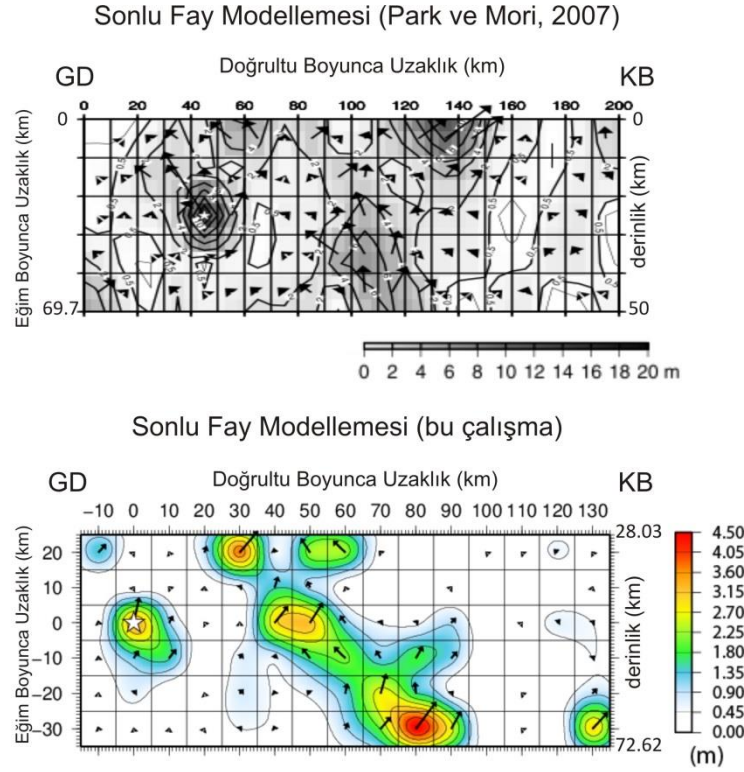 Sonlu Fay Modellemesi (Park ve Mori, 2007)
GD Doğrultu Boyunca Uzaklık (km) KB
0 20 40 60 80 100 120 140 160 180 200
0 0
Eğim Boyunca Uzaklık (km)
derinlik (km)
69.7 50
0 2 4 6 8 10 12 14 16 18 20 m
Sonlu Fay Modellemesi (bu çalışma)
GD Doğrultu Boyunca Uzaklık (km) KB
−10 0 10 20 30 40 50 60 70 80 90 100 110 120 130
20 28.03
10
0
−10
−20
−30 72.62
Eğim Boyunca Uzaklık (km)
derinlik (km)
4.50
4.05
3.60
3.15
2.70
2.25
1.80
1.35
0.90
0.45
0.00
(m)